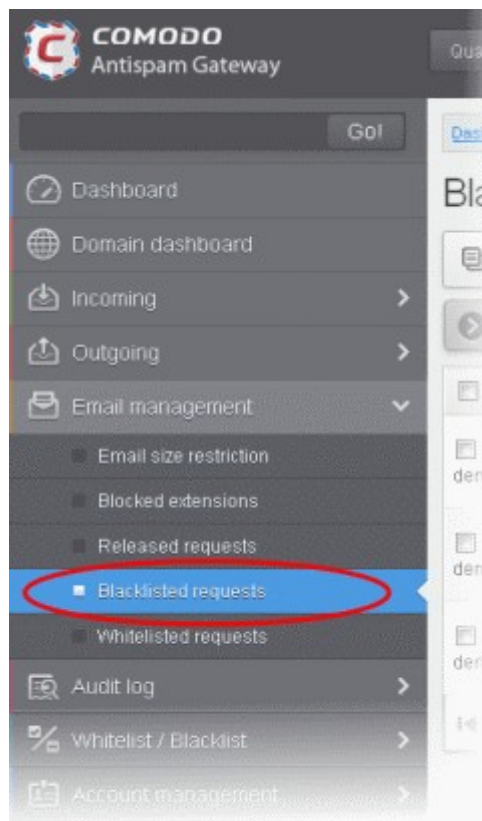 COMODO
Antispam Gateway
Go!
Dashboard
Domain dashboard
Incoming
Outgoing
Email management
Email size restriction
Blocked extensions
Released requests
Blacklisted requests
Whitelisted requests
Audit log
Whitelist / Blacklist
Account management